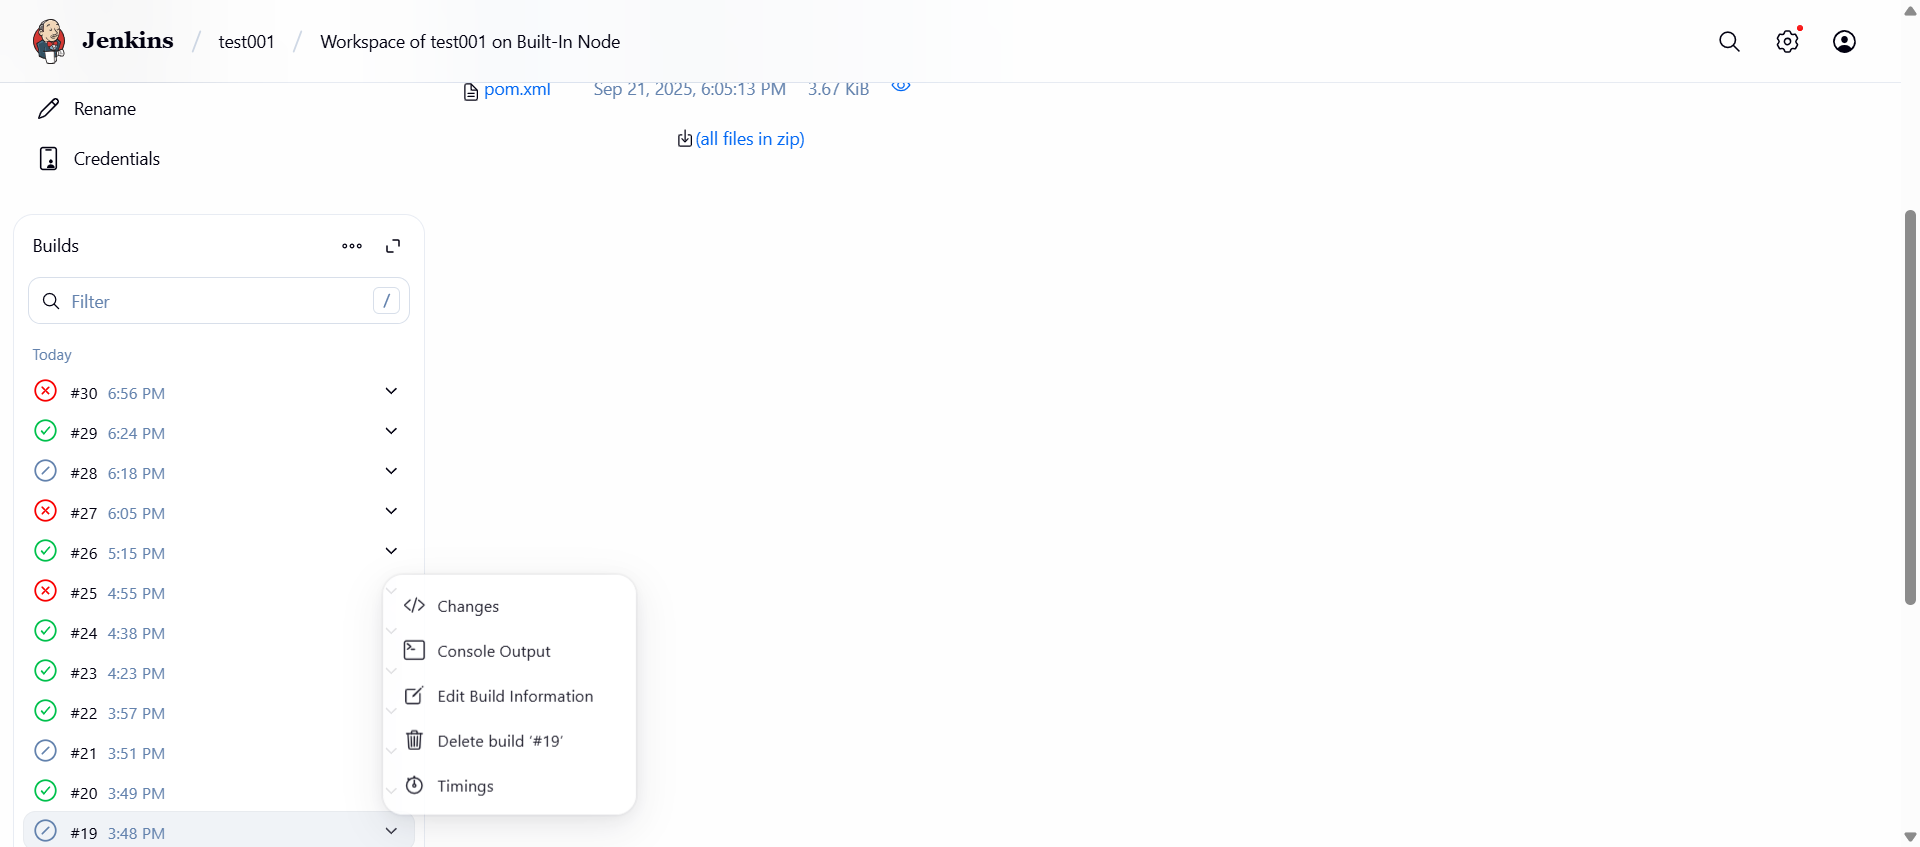 Jenkins / test001 / Workspace of test001 on Built-In Node
pom.xml Sep 21, 2025, 6:05:13 PM 3.67 KiB
(all files in zip)
Rename
Credentials
Builds
Filter /
Today
#30 6:56 PM
#29 6:24 PM
#28 6:18 PM
#27 6:05 PM
#26 5:15 PM
#25 4:55 PM
#24 4:38 PM
#23 4:23 PM
#22 3:57 PM
#21 3:51 PM
#20 3:49 PM
#19 3:48 PM
Changes
Console Output
Edit Build Information
Delete build ‘#19’
Timings